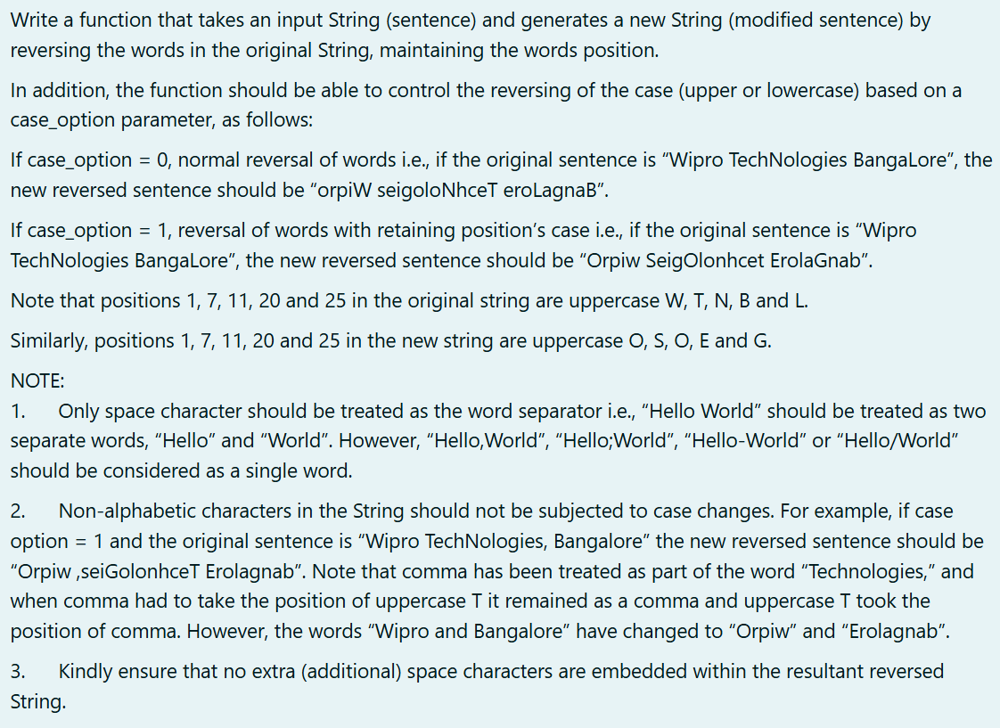 Write a function that takes an input String (sentence) and generates a new String (modified sentence) by
reversing the words in the original String, maintaining the words position.
In addition, the function should be able to control the reversing of the case (upper or lowercase) based on a
case_option parameter, as follows:
If case_option = 0, normal reversal of words i.e., if the original sentence is “Wipro TechNologies BangaLore”, the
new reversed sentence should be “orpiW seigoloNhceT eroLagnaB”.
If case_option = 1, reversal of words with retaining position’s case i.e., if the original sentence is “Wipro
TechNologies BangaLore”, the new reversed sentence should be “Orpiw SeigOlonhcet ErolaGnab”.
Note that positions 1, 7, 11, 20 and 25 in the original string are uppercase W, T, N, B and L.
Similarly, positions 1, 7, 11, 20 and 25 in the new string are uppercase O, S, O, E and G.
NOTE:
1. Only space character should be treated as the word separator i.e., “Hello World” should be treated as two
separate words, “Hello” and “World”. However, “Hello,World”, “Hello;World”, “Hello-World” or “Hello/World”
should be considered as a single word.
2. Non-alphabetic characters in the String should not be subjected to case changes. For example, if case
option = 1 and the original sentence is “Wipro TechNologies, Bangalore” the new reversed sentence should be
“Orpiw ,seiGolonhceT Erolagnab”. Note that comma has been treated as part of the word “Technologies,” and
when comma had to take the position of uppercase T it remained as a comma and uppercase T took the
position of comma. However, the words “Wipro and Bangalore” have changed to “Orpiw” and “Erolagnab”.
3. Kindly ensure that no extra (additional) space characters are embedded within the resultant reversed
String.